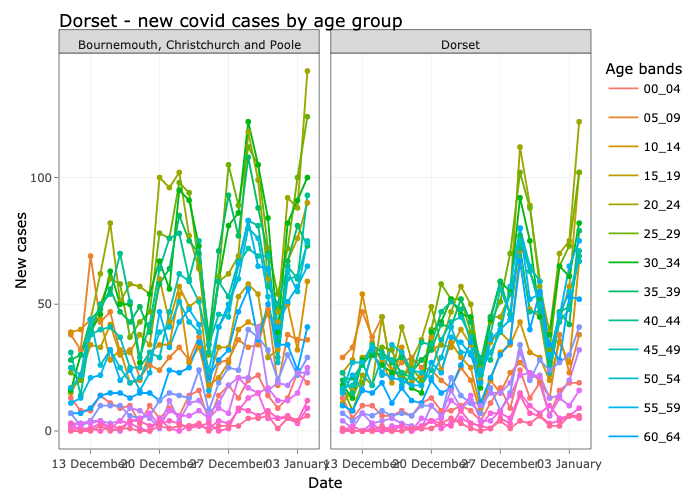 Dorset - new covid cases by age group
Bournemouth, Christchurch and Poole
Dorset
Age bands
00_04
05_09
10_14
15_19
20_24
25_29
30_34
35_39
40_44
45_49
50_54
55_59
60_64
New cases
100
50
0
13 December 20 December 27 December 03 January
13 December 20 December 27 December 03 January
Date